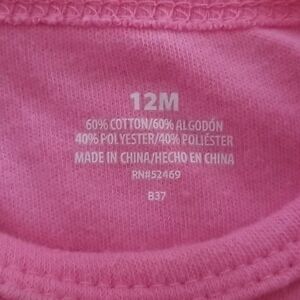 12M
60% COTTON/60% ALGODÓN
40% POLYESTER/40% POLIÉSTER
MADE IN CHINA/HECHO EN CHINA
RN#52469
B37